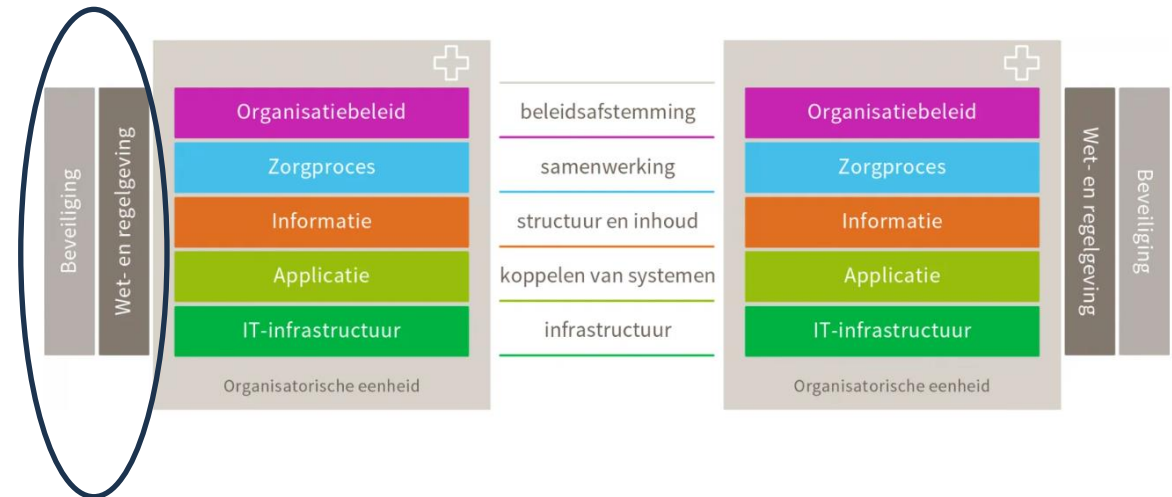 Beveiliging
Wet- en regelgeving
Organisatiebeleid
Zorgproces
Informatie
Applicatie
IT-infrastructuur
Organisatorische eenheid
beleidsafstemming
samenwerking
structuur en inhoud
koppelen van systemen
infrastructuur
Organisatiebeleid
Zorgproces
Informatie
Applicatie
IT-infrastructuur
Organisatorische eenheid
Wet- en regelgeving
Beveiliging